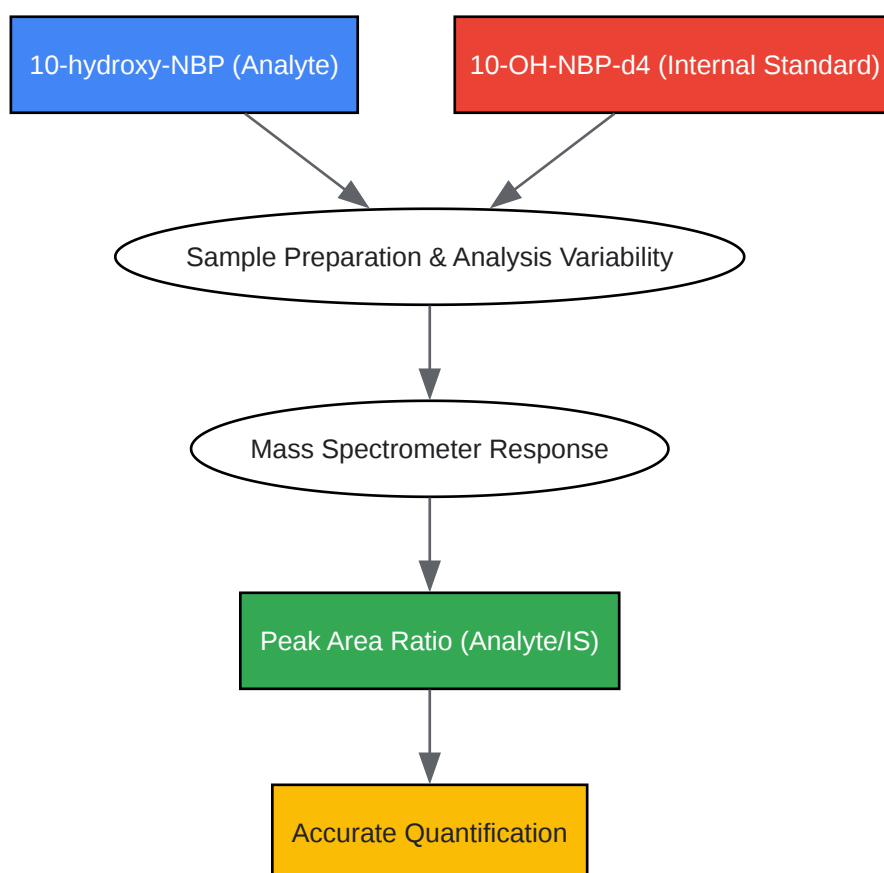 10-hydroxy-NBP (Analyte)
10-OH-NBP-d4 (Internal Standard)
Sample Preparation & Analysis Variability
Mass Spectrometer Response
Peak Area Ratio (Analyte/IS)
Accurate Quantification